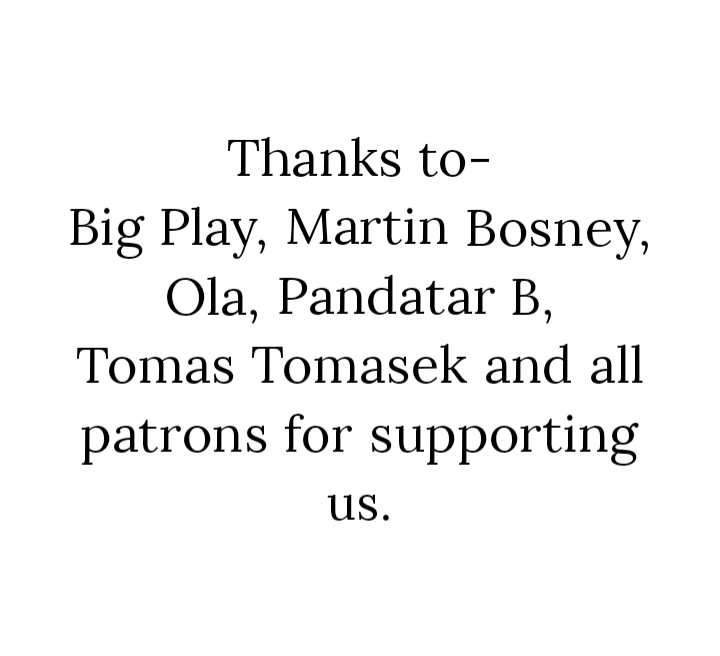 Thanks to-
Big Play, Martin Bosney,
Ola, Pandatar B,
Tomas Tomasek and all
patrons for supporting
us.